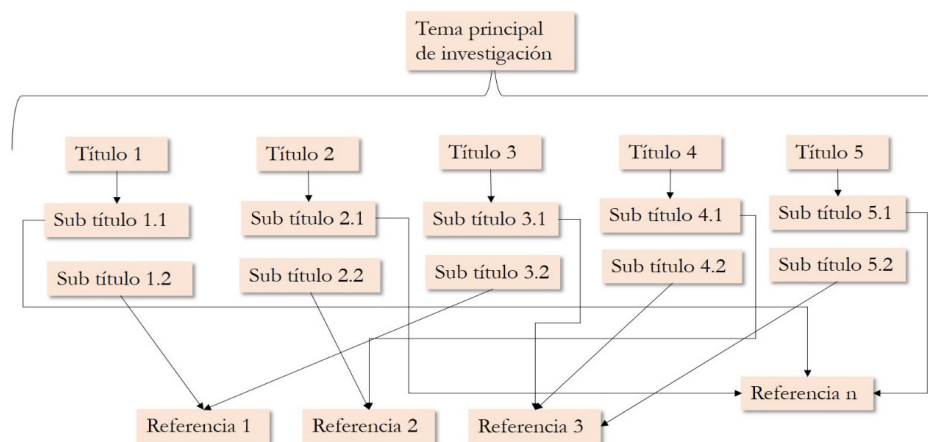 Tema principal
de investigación
Título 1
Título 2
Título 3
Título 4
Título 5
Sub título 1.1
Sub título 2.1
Sub título 3.1
Sub título 4.1
Sub título 5.1
Sub título 1.2
Sub título 2.2
Sub título 3.2
Sub título 4.2
Sub título 5.2
Referencia n
Referencia 1
Referencia 2
Referencia 3